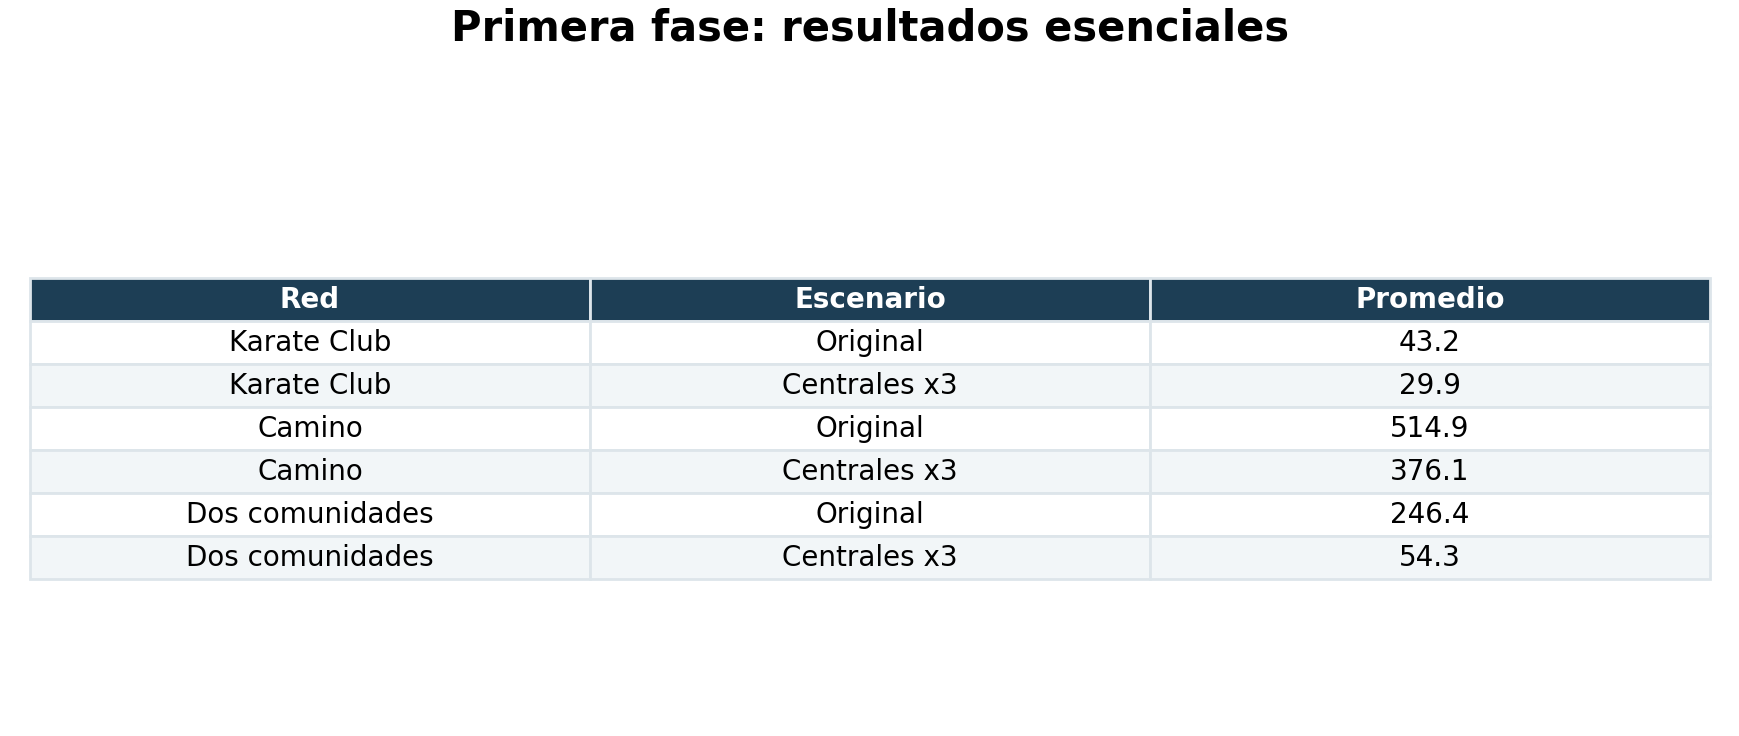 Primera fase: resultados esenciales
Red Escenario Promedio
Karate Club Original 43.2
Karate Club Centrales x3 29.9
Camino Original 514.9
Camino Centrales x3 376.1
Dos comunidades Original 246.4
Dos comunidades Centrales x3 54.3